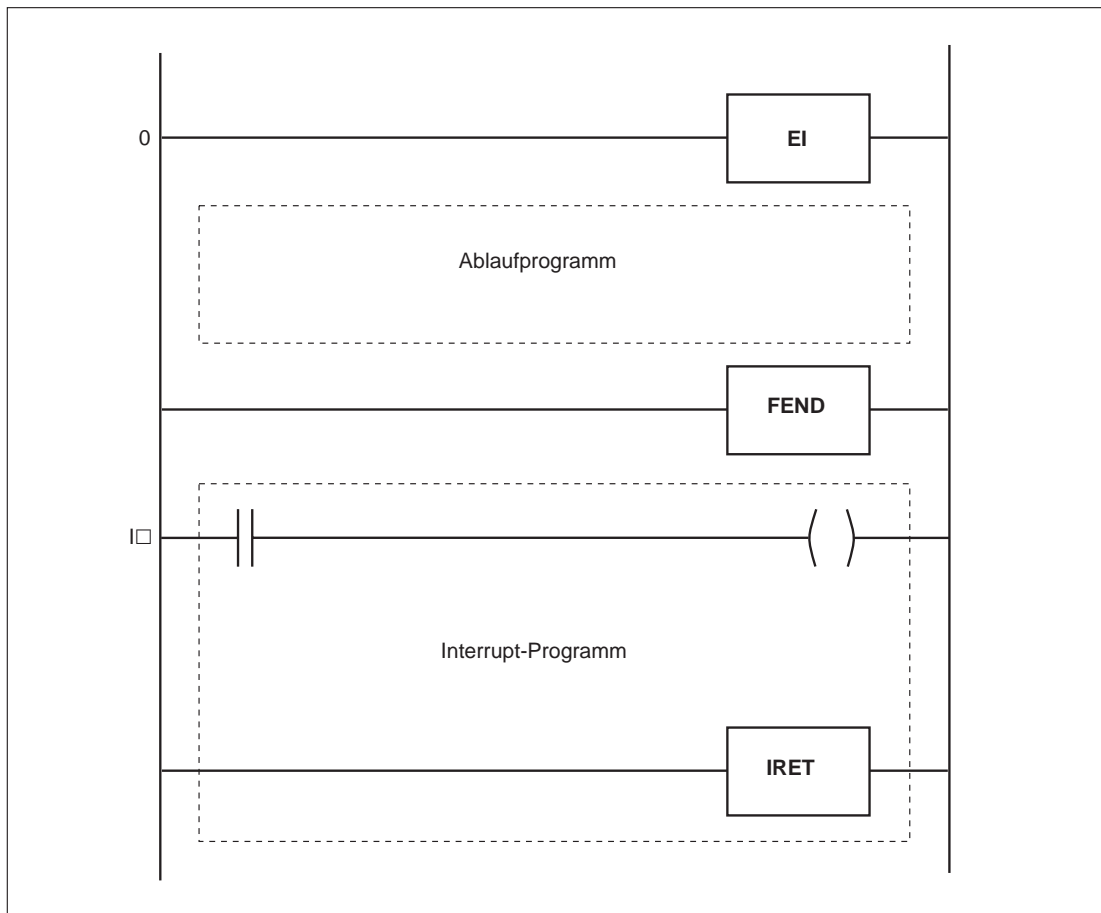 0 EI
Ablaufprogramm
FEND
I□
Interrupt-Programm
IRET